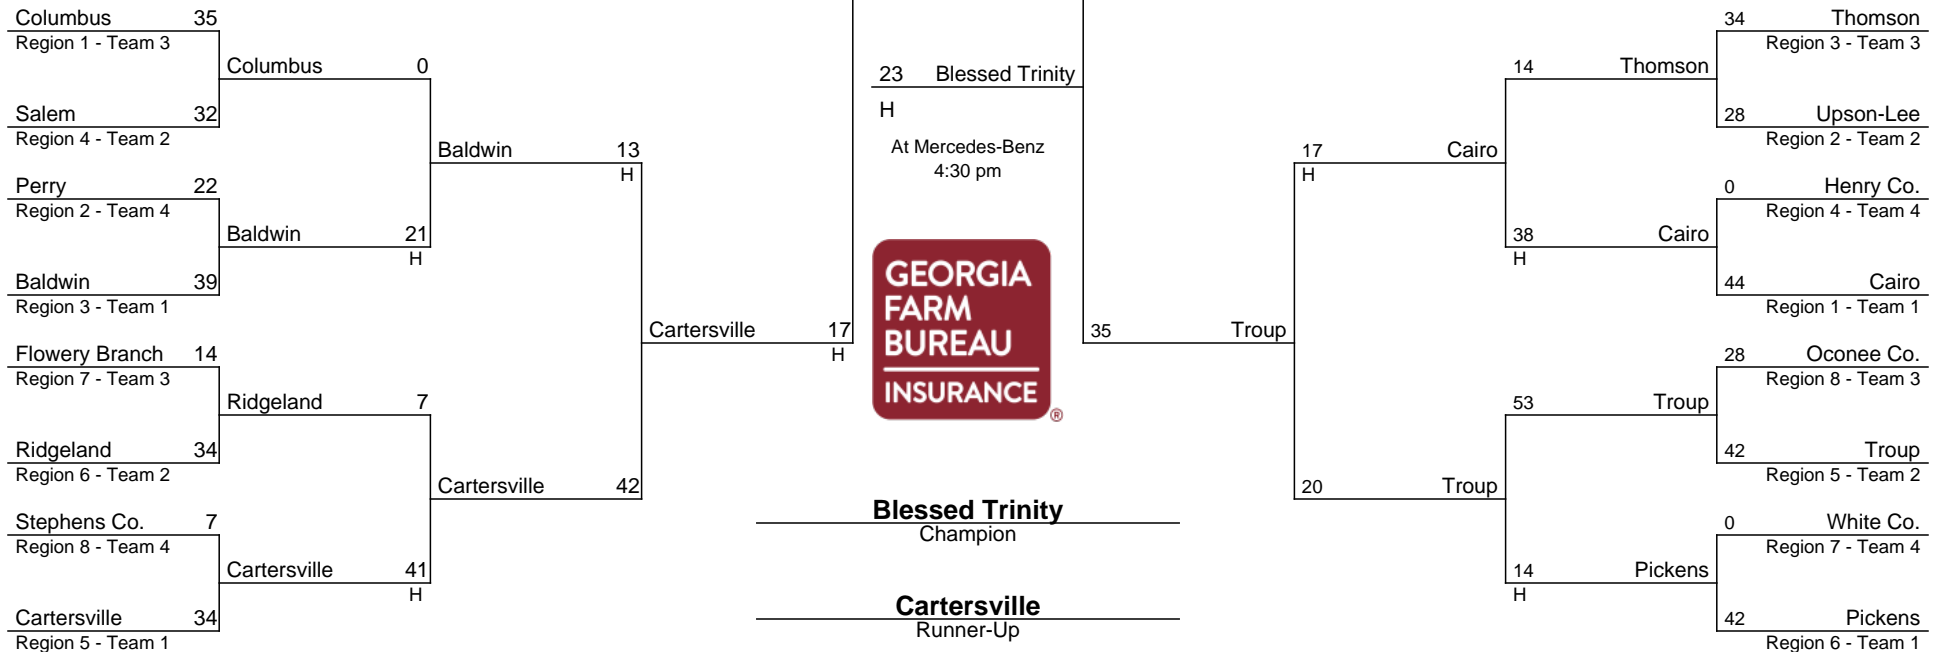 Columbus 35
Region 1 - Team 3
Columbus 0
Salem 32
Region 4 - Team 2
Baldwin 13
H
Perry 22
Region 2 - Team 4
Baldwin 21
H
Baldwin 39
Region 3 - Team 1
Cartersville 17
H
Flowery Branch 14
Region 7 - Team 3
Ridgeland 7
Ridgeland 34
Region 6 - Team 2
Cartersville 42
Stephens Co. 7
Region 8 - Team 4
Cartersville 41
H
Cartersville 34
Region 5 - Team 1
23 Blessed Trinity
H
At Mercedes-Benz
4:30 pm
GEORGIA
FARM
BUREAU
INSURANCE
®
Blessed Trinity
Champion
Cartersville
Runner-Up
34 Thomson
Region 3 - Team 3
14 Thomson
28 Upson-Lee
Region 2 - Team 2
17 Cairo
H
0 Henry Co.
Region 4 - Team 4
38 Cairo
H
44 Cairo
Region 1 - Team 1
35 Troup
28 Oconee Co.
Region 8 - Team 3
53 Troup
42 Troup
Region 5 - Team 2
20 Troup
0 White Co.
Region 7 - Team 4
14 Pickens
H
42 Pickens
Region 6 - Team 1